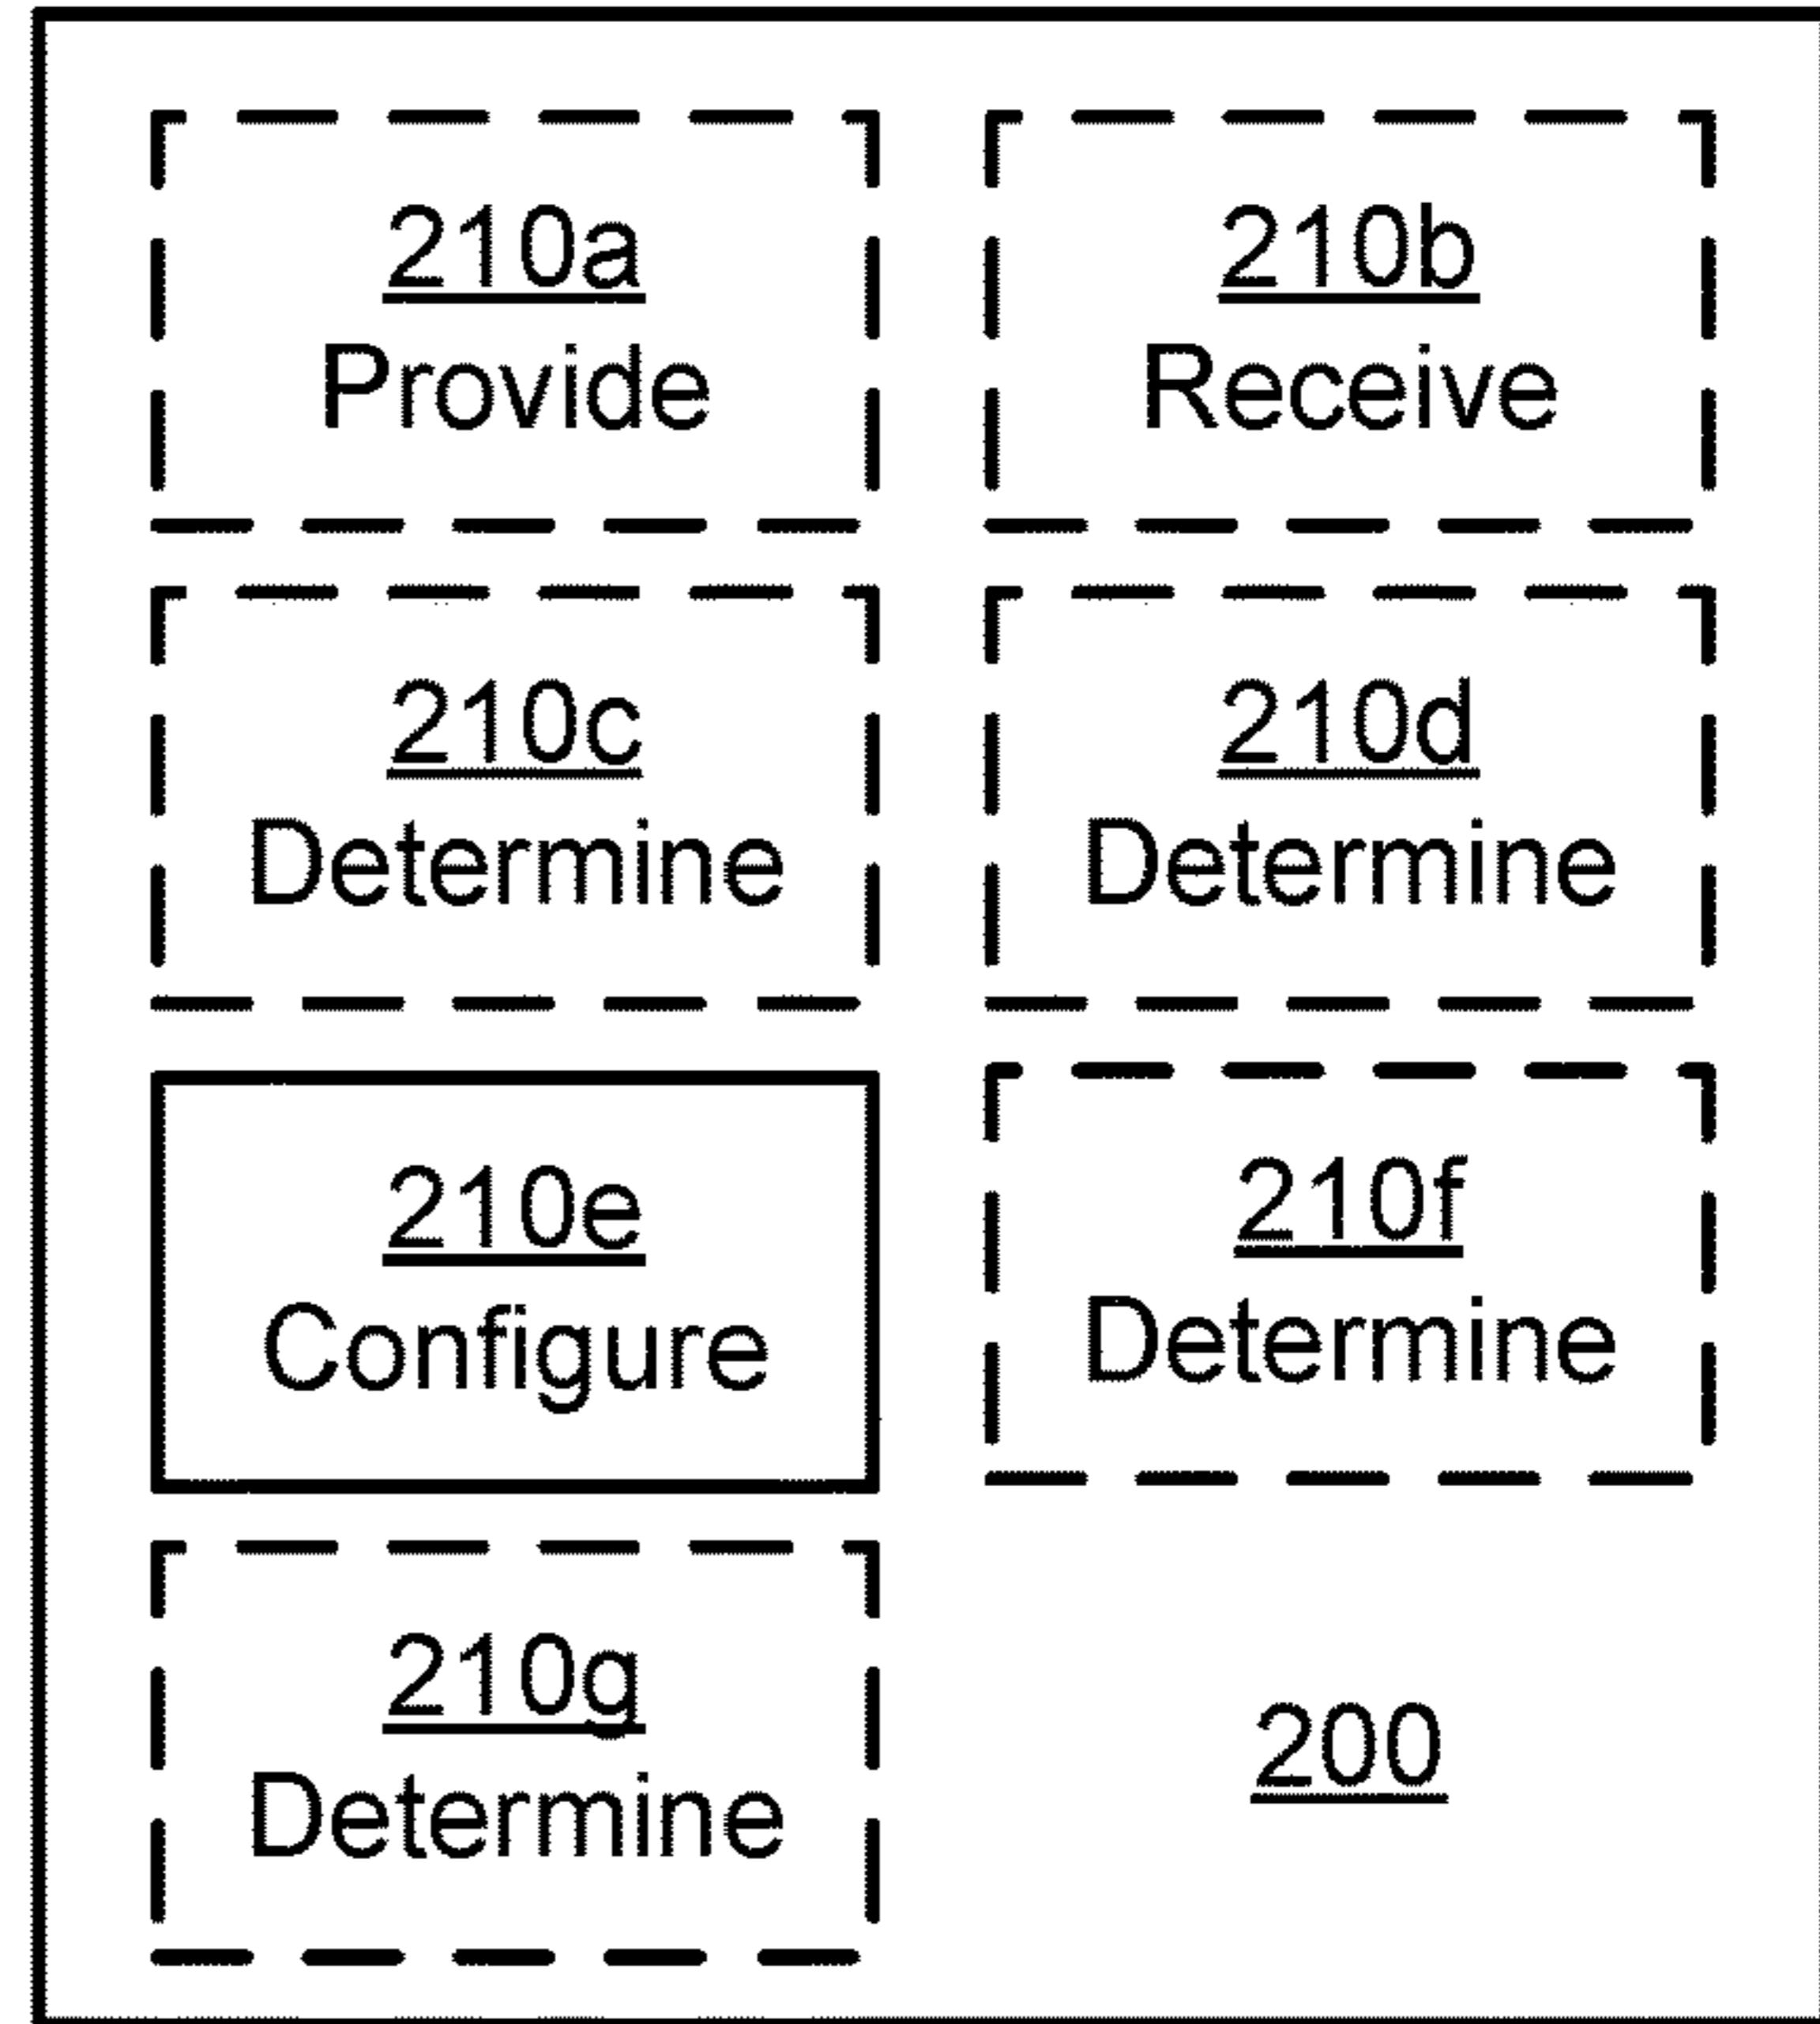 210a
Provide
210b
Receive
210c
Determine
210d
Determine
210e
Configure
210f
Determine
210g
Determine
200